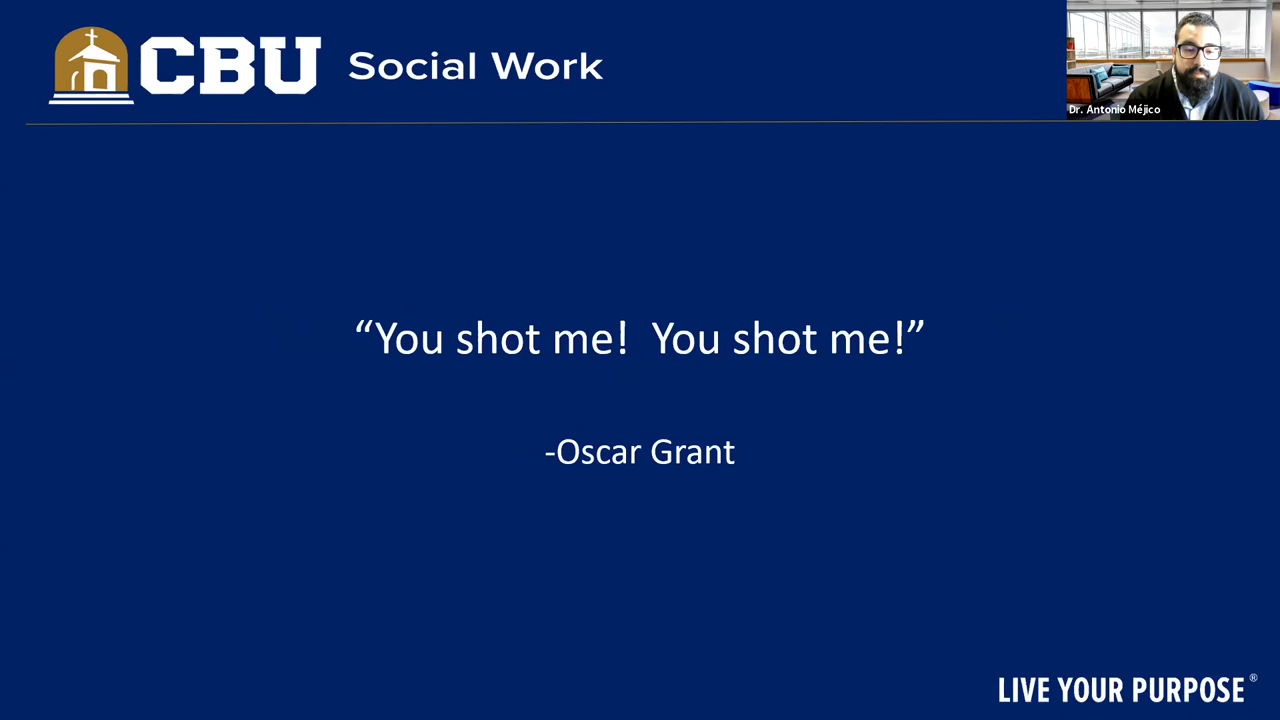 CBU Social Work
Dr. Antonio Méjico
“You shot me!  You shot me!”
-Oscar Grant
LIVE YOUR PURPOSE®